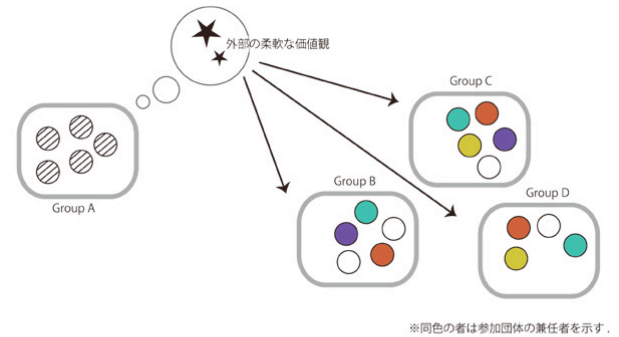 外部の柔軟な価値観
Group C
Group B
Group D
Group A
※同色の者は参加団体の兼任者を示す.